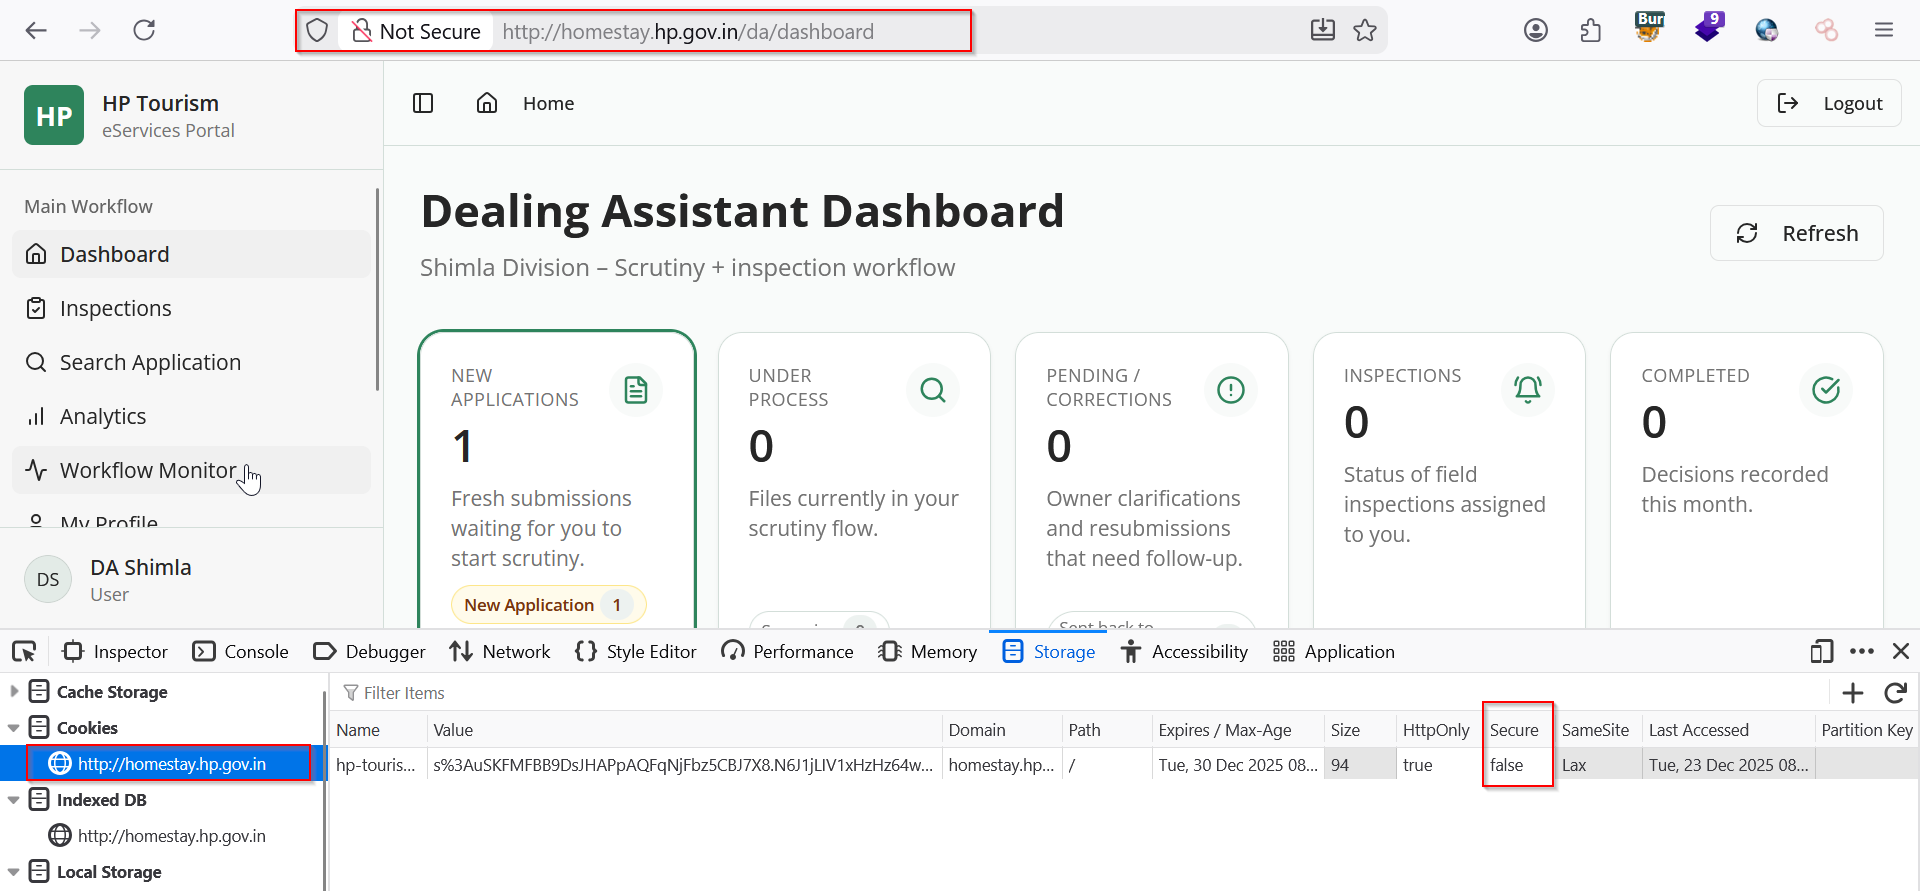 Not Secure http://homestay.hp.gov.in/da/dashboard
Bur
9
HP
HP Tourism
eServices Portal
Home
Logout
Main Workflow
Dashboard
Inspections
Search Application
Analytics
Workflow Monitor
My Profile
DS
DA Shimla
User
Dealing Assistant Dashboard
Shimla Division – Scrutiny + inspection workflow
Refresh
NEW
APPLICATIONS
1
Fresh submissions
waiting for you to
start scrutiny.
New Application 1
UNDER
PROCESS
0
Files currently in your
scrutiny flow.
PENDING /
CORRECTIONS
0
Owner clarifications
and resubmissions
that need follow-up.
Sent back to
INSPECTIONS
0
Status of field
inspections assigned
to you.
COMPLETED
0
Decisions recorded
this month.
Inspector Console Debugger Network Style Editor Performance Memory Storage Accessibility Application
Cache Storage
Cookies
http://homestay.hp.gov.in
Indexed DB
http://homestay.hp.gov.in
Local Storage
Filter Items
Name Value Domain Path Expires / Max-Age Size HttpOnly Secure SameSite Last Accessed Partition Key
hp-touris... s%3AuSKFMFBB9DsJHAPpAQFqNjFbz5CBJ7X8.N6J1jLIV1xHzHz64w... homestay.hp... / Tue, 30 Dec 2025 08... 94 true false Lax Tue, 23 Dec 2025 08...